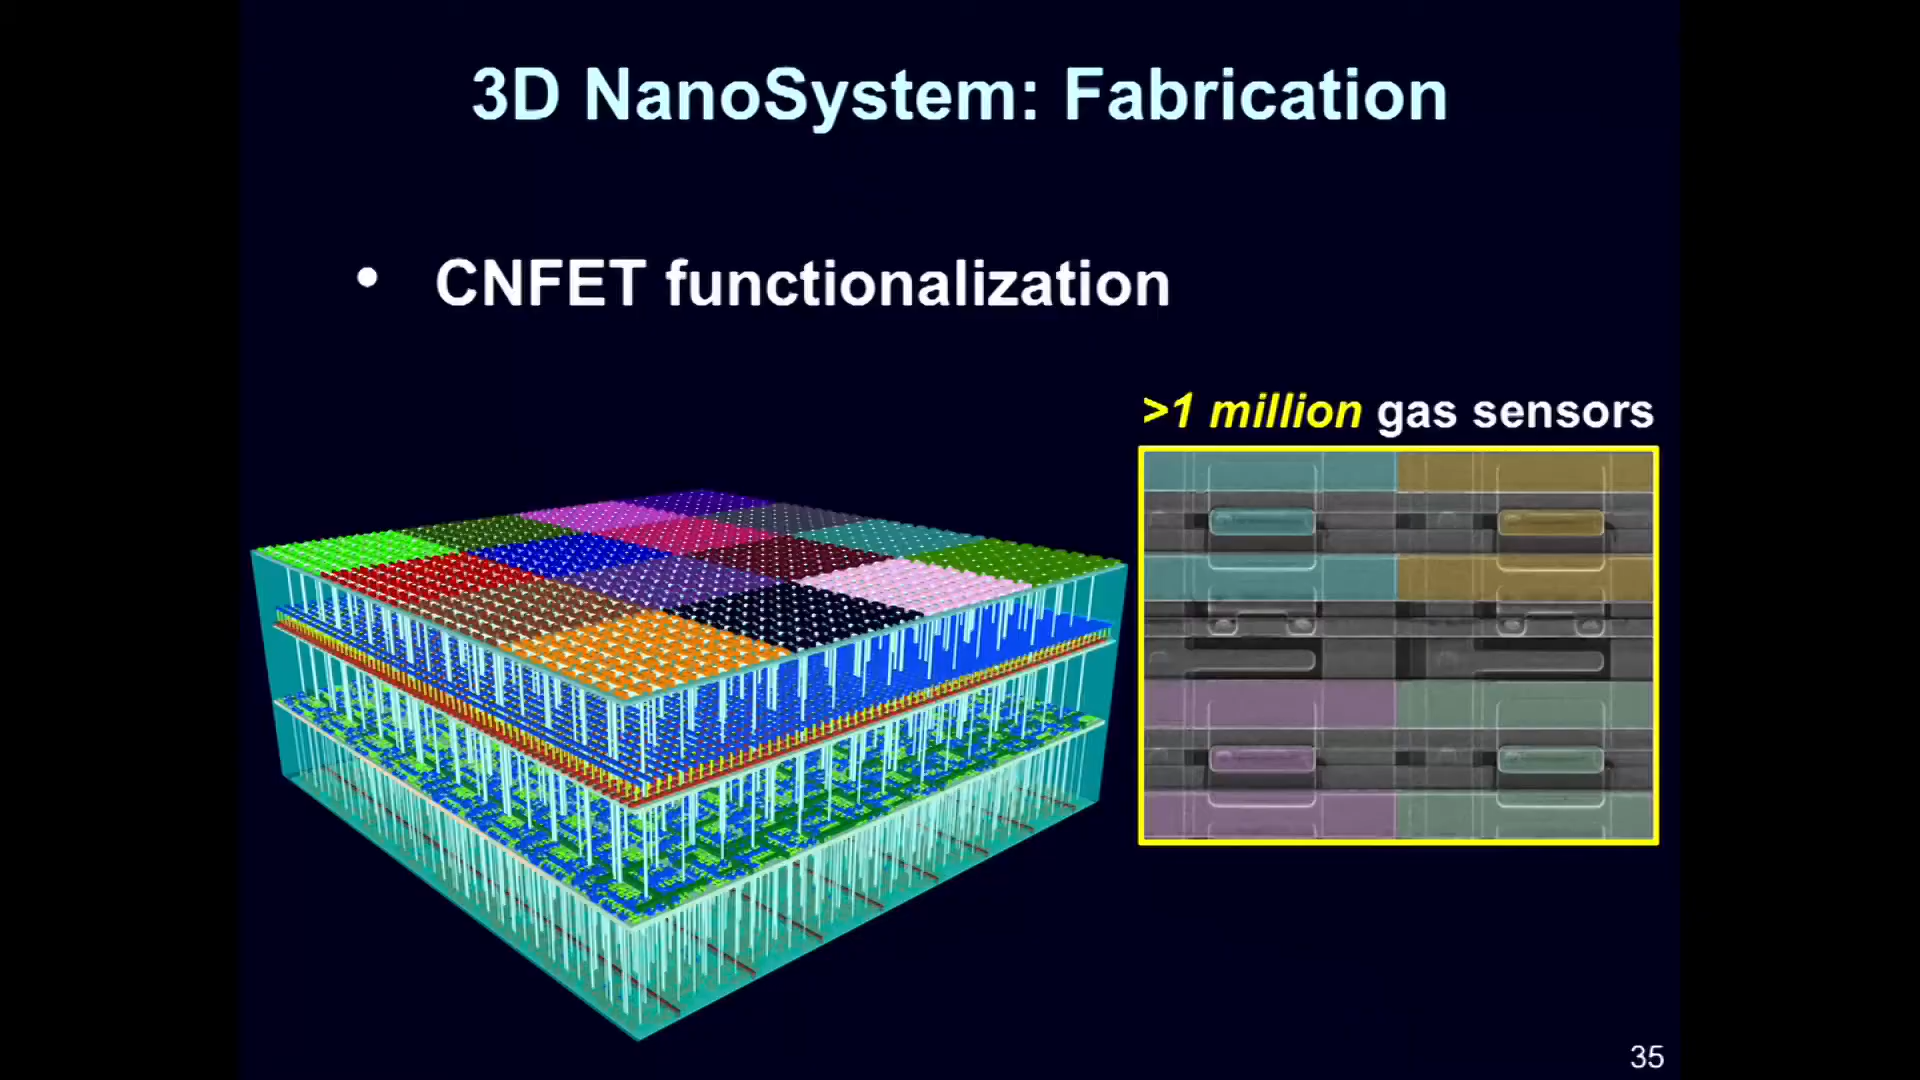 3D NanoSystem: Fabrication
• CNFET functionalization
>1 million gas sensors
35